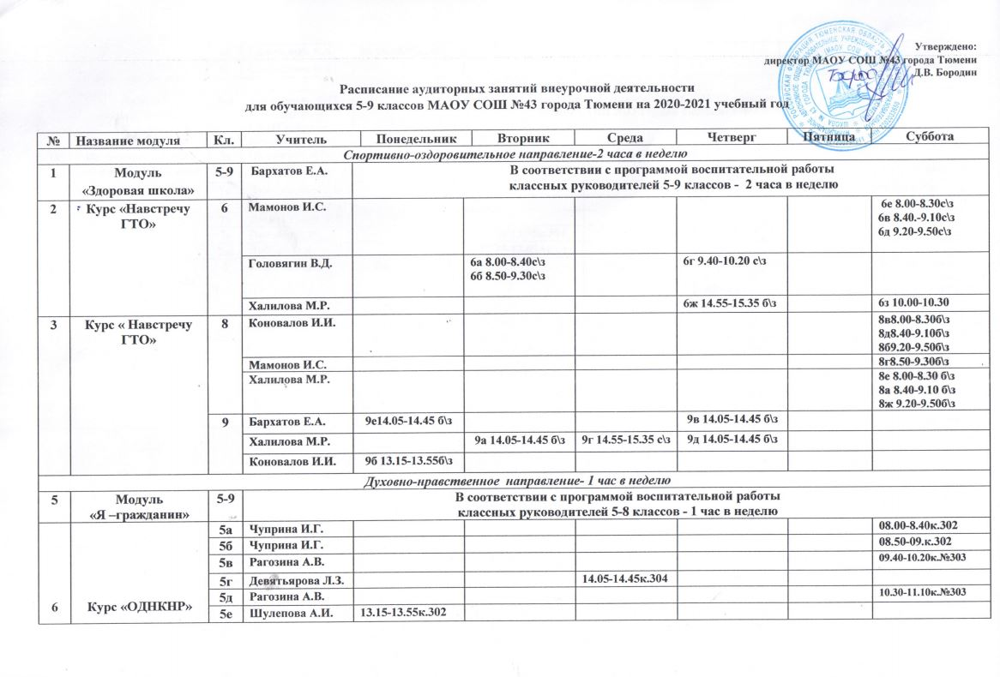 Утверждено:
директор МАОУ СОШ №43 города Тюмени
Д.В. Бородин
Расписание аудиторных занятий внеурочной деятельности
для обучающихся 5-9 классов МАОУ СОШ №43 города Тюмени на 2020-2021 учебный год
№ Название модуля Кл. Учитель Понедельник Вторник Среда Четверг Пятница Суббота
Спортивно-оздоровительное направление-2 часа в неделю
1 Модуль 5-9 Бархатов Е.А. В соответствии с программой воспитательной работы
«Здоровая школа» классных руководителей 5-9 классов - 2 часа в неделю
2 Курс «Навстречу 6 Мамонов И.С. 6е 8.00-8.30с\з
ГТО» 6в 8.40.-9.10с\з
6д 9.20-9.50с\з
Головягин В.Д. 6а 8.00-8.40с\з 6г 9.40-10.20 с\з
6б 8.50-9.30с\з
Халилова М.Р. 6ж 14.55-15.35 б\з 6з 10.00-10.30
3 Курс « Навстречу 8 Коновалов И.И. 8в8.00-8.30б\з
ГТО» 8д8.40-9.10б\з
8б9.20-9.50б\з
Мамонов И.С. 8г8.50-9.30б\з
Халилова М.Р. 8е 8.00-8.30 б\з
8а 8.40-9.10 б\з
8ж 9.20-9.50б\з
9 Бархатов Е.А. 9е14.05-14.45 б\з 9в 14.05-14.45 б\з
Халилова М.Р. 9а 14.05-14.45 б\з 9г 14.55-15.35 с\з 9д 14.05-14.45 б\з
Коновалов И.И. 9б 13.15-13.55б\з
Духовно-нравственное направление- 1 час в неделю
5 Модуль 5-9 В соответствии с программой воспитательной работы
«Я –гражданин» классных руководителей 5-8 классов - 1 час в неделю
5а Чуприна И.Г. 08.00-8.40к.302
5б Чуприна И.Г. 08.50-09.к.302
5в Рагозина А.В. 09.40-10.20к.№303
5г Девятьярова Л.З. 14.05-14.45к.304
5д Рагозина А.В. 10.30-11.10к.№303
6 Курс «ОДНКНР» 5е Шулепова А.И. 13.15-13.55к.302